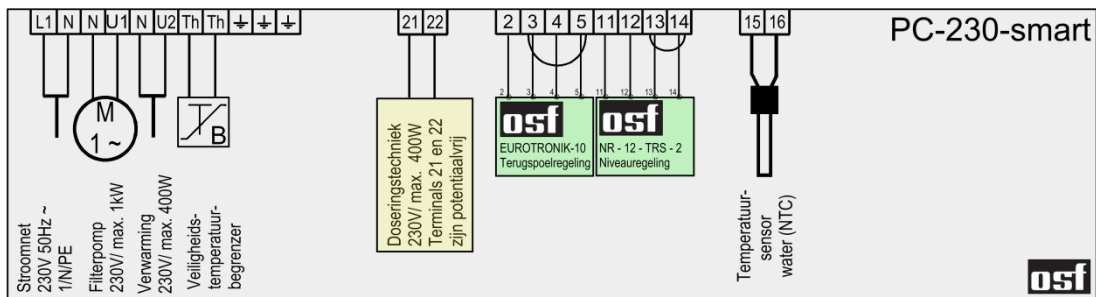 L1 N N U1 N U2 Th Th
21 22
2 3 4 5 11 12 13 14
15 16
PC-230-smart
M
1 ~
B
2 3 4 5 11 12 13 14
osf
EUROTRONIK-10
Terugspoelregeling
osf
NR - 12 - TRS - 2
Niveauregeling
Stroomnet
230V 50Hz ~
1/N/PE
Filterpomp
230V/ max. 1kW
Verwarming
230V/ max. 400W
Veiligheids-
temperatuur-
begrenzer
Doseringstechniek
230V/ max. 400W
Terminals 21 en 22
zijn potentiaalvrij
Temperatuur-
sensor
water (NTC)
osf